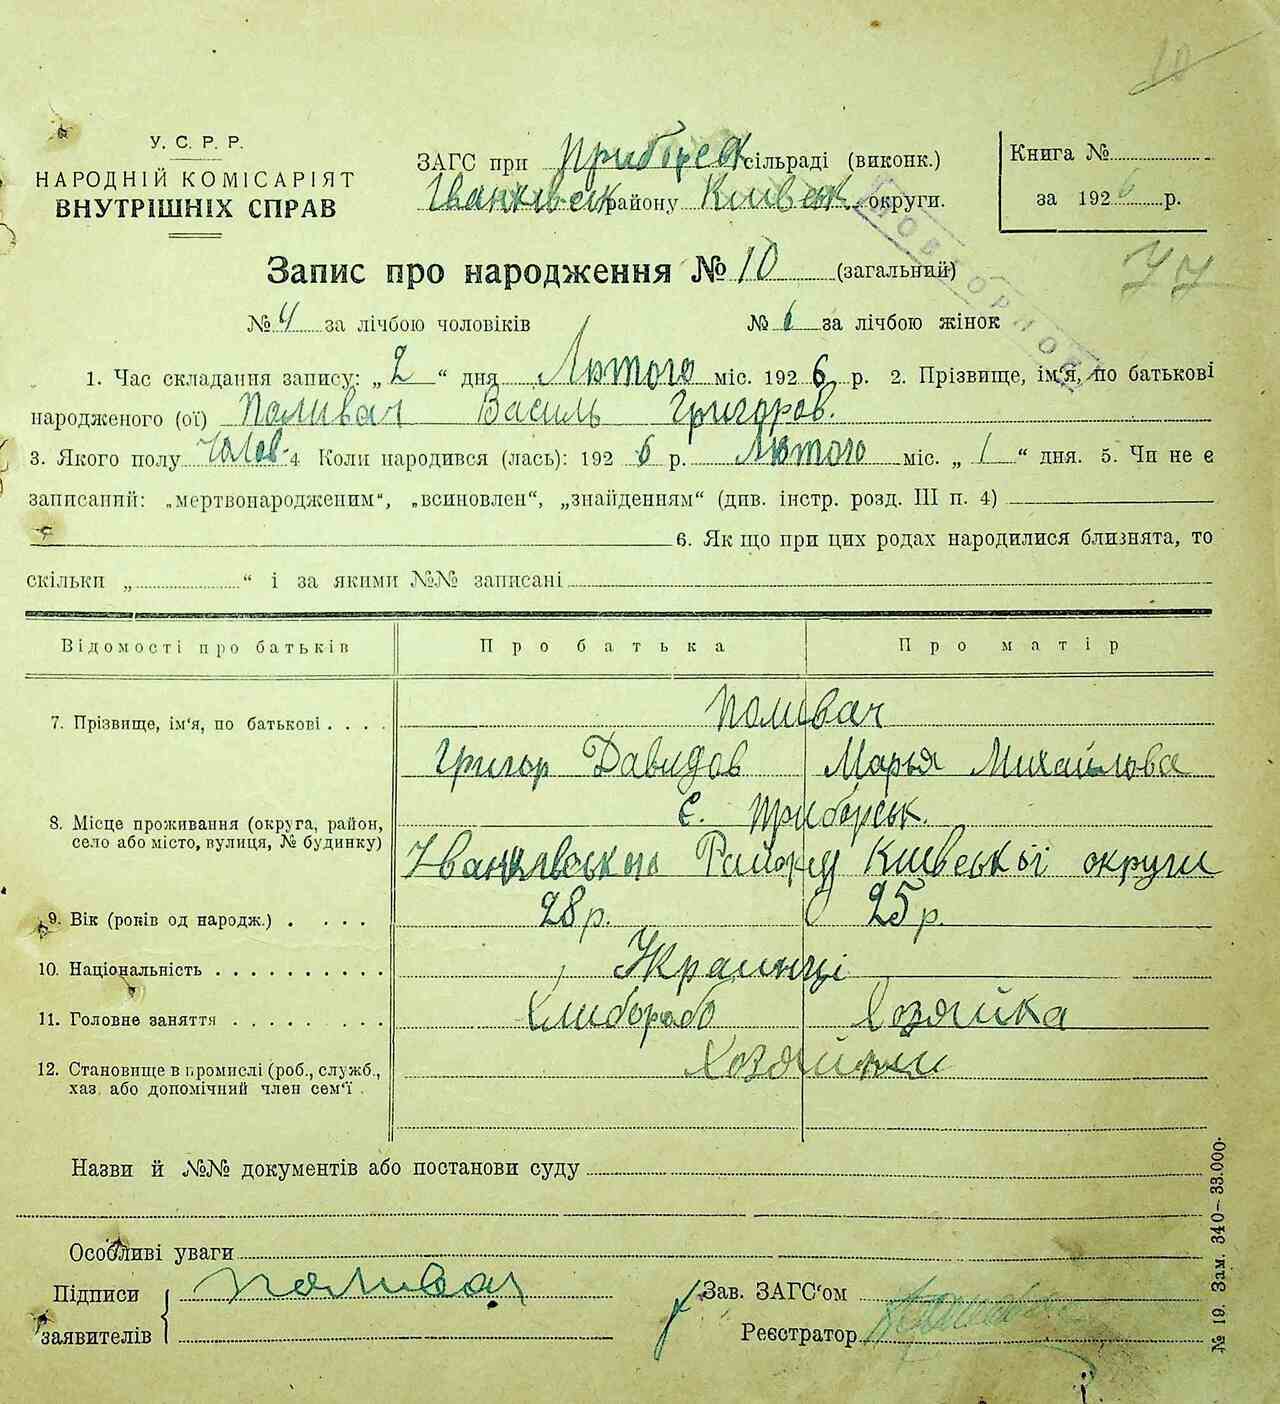 10
У. С. Р. Р.
НАРОДНІЙ КОМІСАРІЯТ
ВНУТРІШНІХ СПРАВ
ЗАГС при Приборськ сільраді (виконк.)
Іванківськ району Київськ округи.
Книга №
за 1926 р.
ПОВТОРНОВ
77
Запис про народження № 10 (загальний)
№ 4 за лічбою чоловіків № 6 за лічбою жінок
1. Час складання запису: „2“ дня Лютого міс. 1926 р. 2. Прізвище, ім'я, по батькові
народженого (ої) Поливач Василь Григоров.
3. Якого полу Чолов. 4 Коли народився (лась): 1926 р. Лютого міс. „1“ дня. 5. Чи не є
записаний: „мертвонародженим“, „всиновлен“, „знайденням“ (див. інстр. розд. III п. 4)
6. Як що при цих родах народилися близнята, то
скільки „ “ і за якими №№ записані
Відомості про батьків Про батька Про матір
7. Прізвище, ім'я, по батькові . . . . Поливач
Григор Давидов Марья Михайлова
8. Місце проживання (округа, район, с. Приборськ.
село або місто, вулиця, № будинку) Іванківського Району Київської округи
9. Вік (років од народж.) . . . . 28 р. 25 р.
10. Національність . . . . . . . . . . Украинці
11. Головне заняття . . . . . . . . Хлибороб Хозяйка
12. Становище в промислі (роб., служб., Хозяйни
хаз. або допомічний член сем'ї .
Назви й №№ документів або постанови суду
Особливі уваги
Підписи Поливач Зав. ЗАГС'ом
заявителів Реєстратор
№ 19. Зам. 340—33.000.